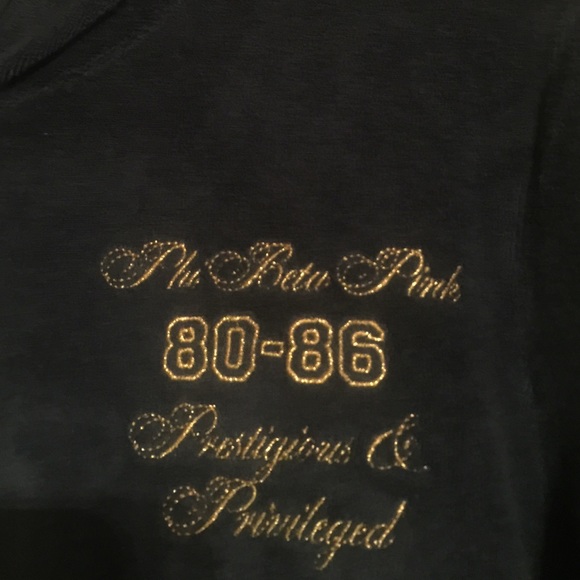 Phi Beta Pink
80-86
Prestigious &
Privileged